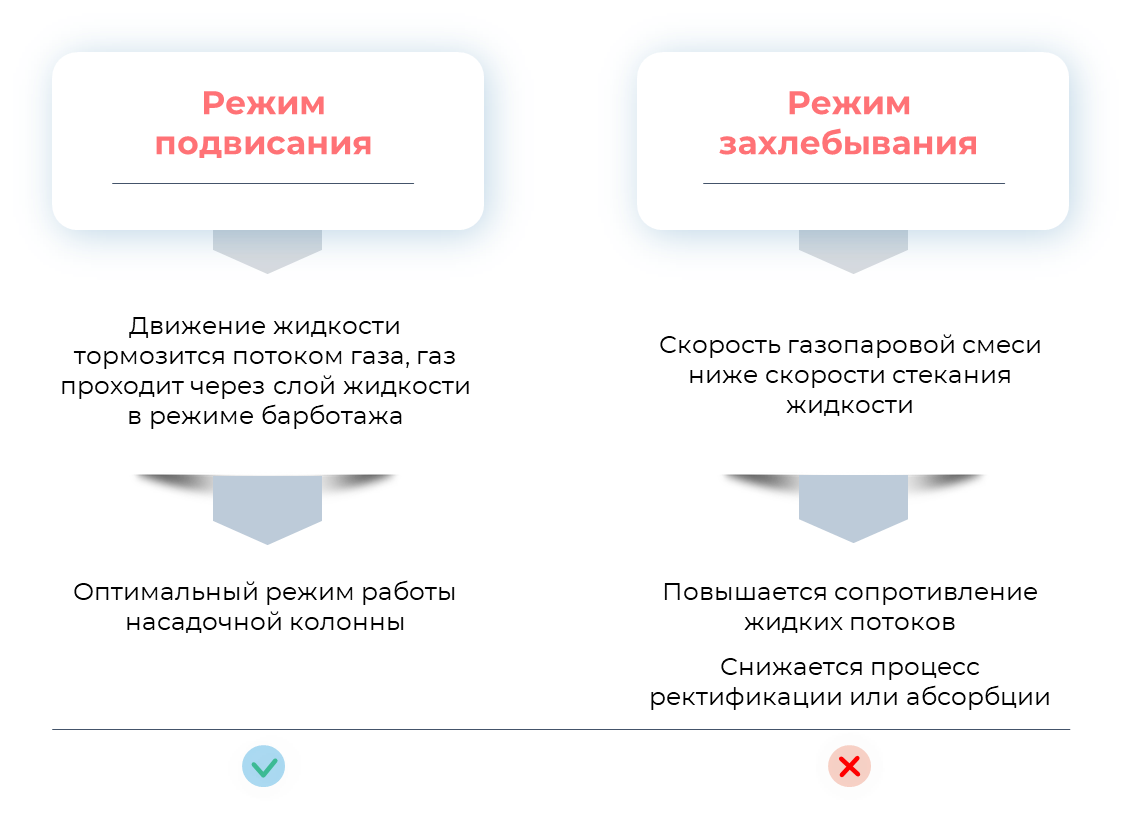 Режим
подвисания
Движение жидкости
тормозится потоком газа, газ
проходит через слой жидкости
в режиме барботажа
Оптимальный режим работы
насадочной колонны
Режим
захлебывания
Скорость газопаровой смеси
ниже скорости стекания
жидкости
Повышается сопротивление
жидких потоков
Снижается процесс
ректификации или абсорбции